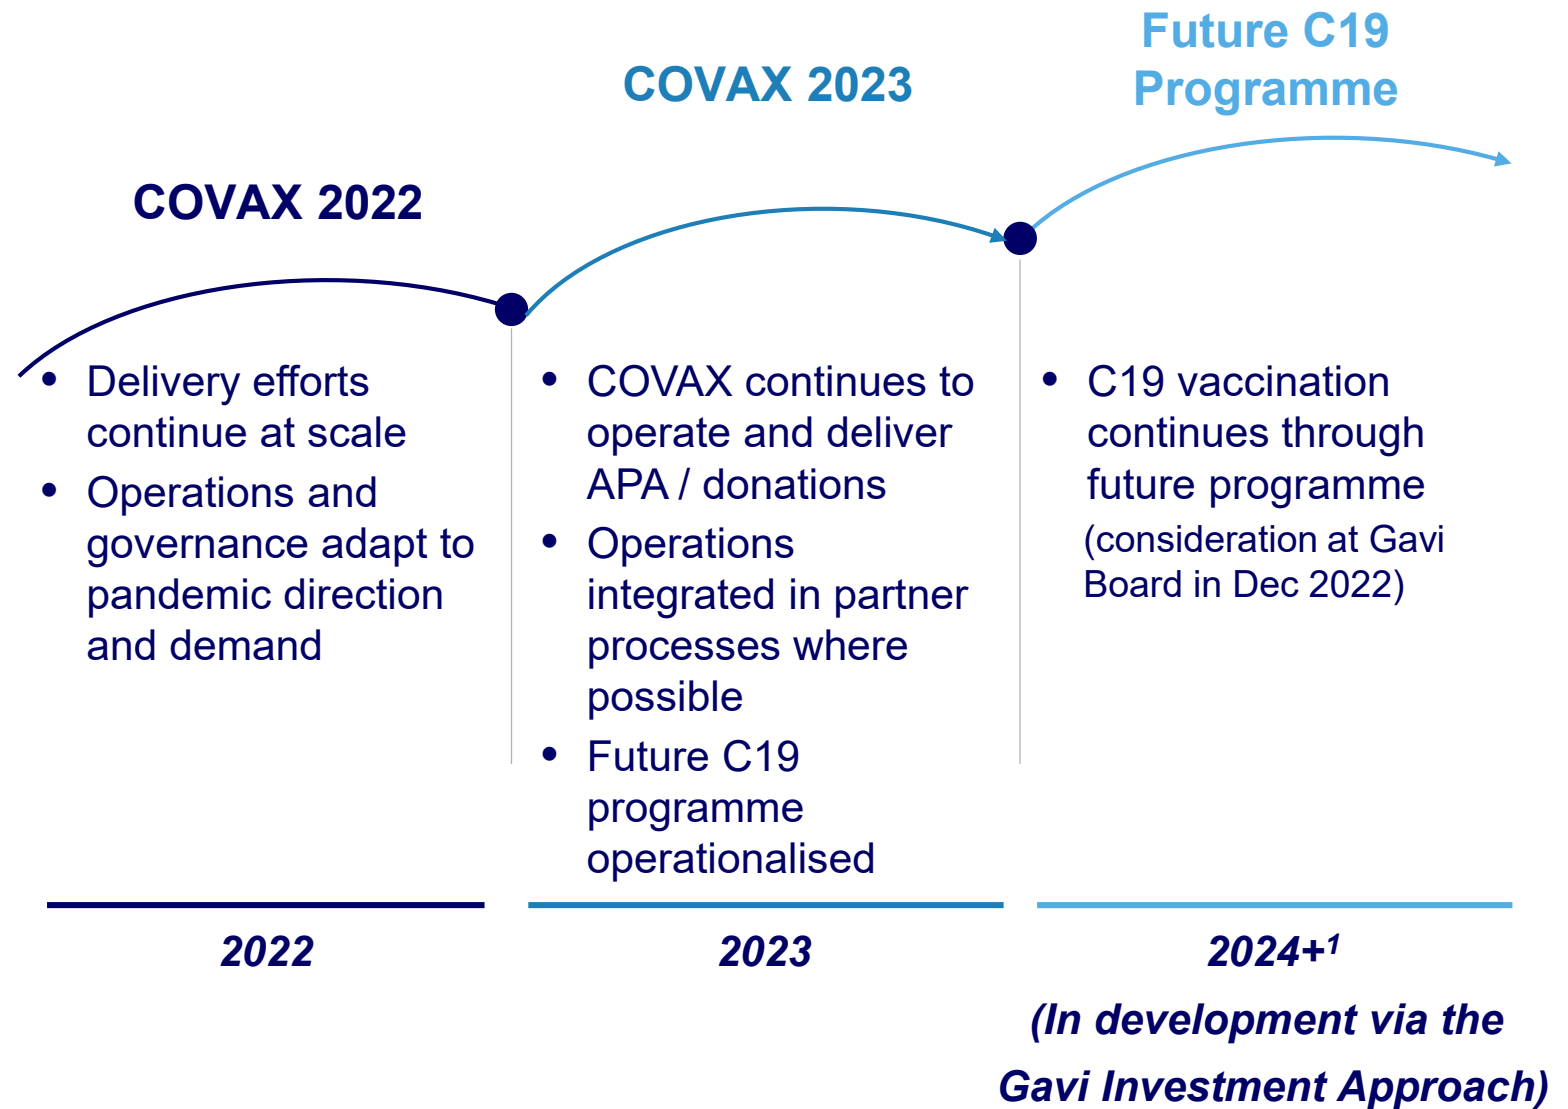 COVAX 2022
• Delivery efforts
continue at scale
• Operations and
governance adapt to
pandemic direction
and demand
2022
COVAX 2023
• COVAX continues to
operate and deliver
APA / donations
• Operations
integrated in partner
processes where
possible
• Future C19
programme
operationalised
2023
Future C19
Programme
• C19 vaccination
continues through
future programme
(consideration at Gavi
Board in Dec 2022)
2024+¹
(In development via the
Gavi Investment Approach)